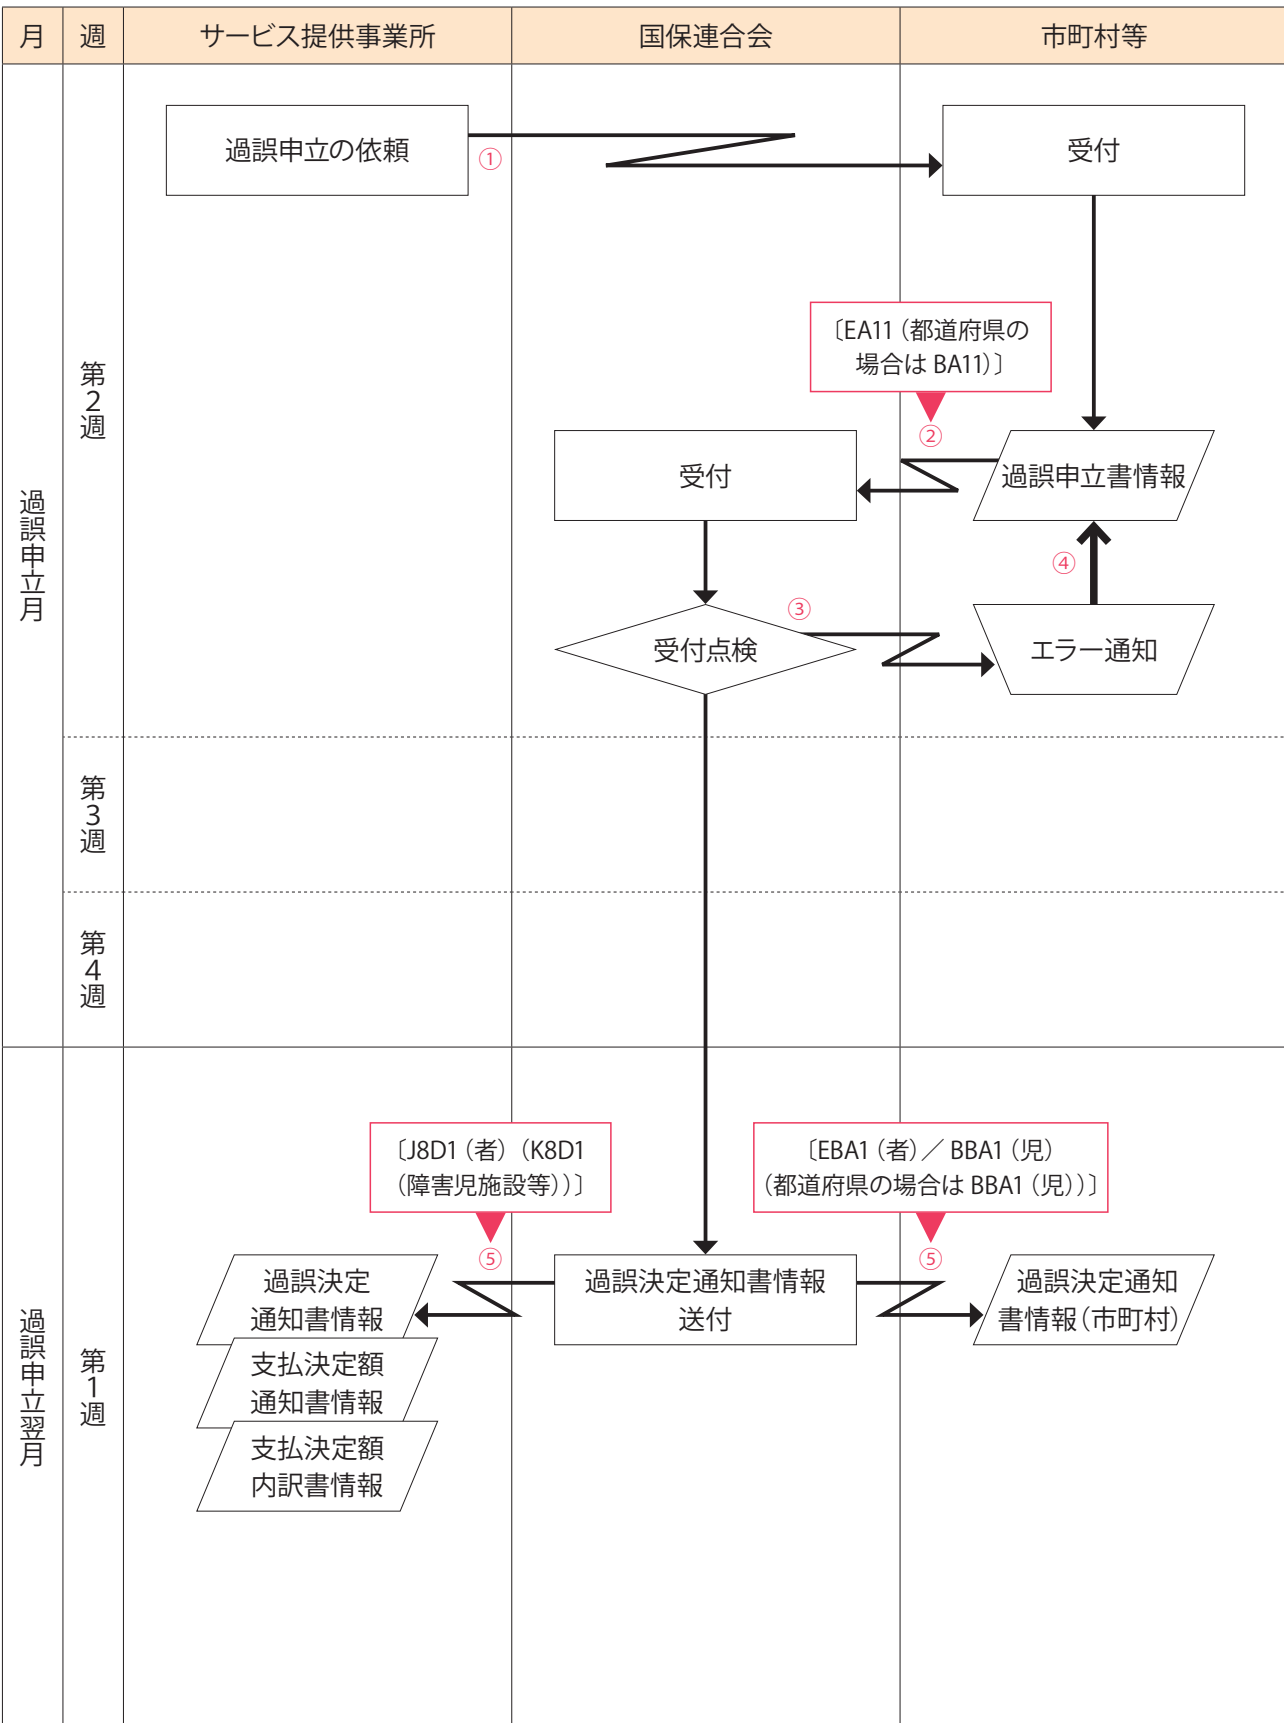 月 週 サービス提供事業所 国保連合会 市町村等
過誤申立月
第2週
過誤申立の依頼
①
受付
〔EA11（都道府県の
場合は BA11）〕
②
受付
過誤申立書情報
④
③
受付点検
エラー通知
第3週
第4週
過誤申立翌月
第1週
〔J8D1（者）（K8D1
（障害児施設等））〕
〔EBA1（者）／ BBA1（児）
（都道府県の場合は BBA1（児））〕
⑤
⑤
過誤決定
通知書情報
過誤決定通知書情報
送付
過誤決定通知
書情報（市町村）
支払決定額
通知書情報
支払決定額
内訳書情報